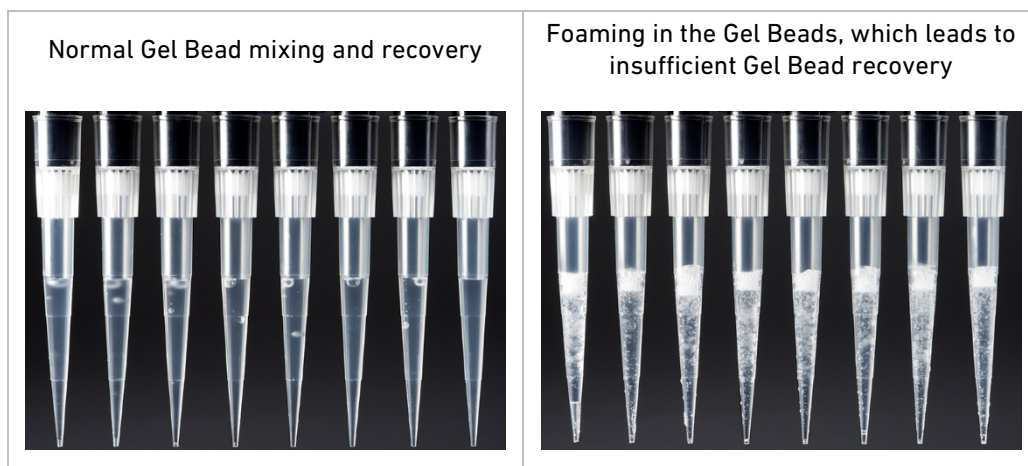 Normal Gel Bead mixing and recovery
Foaming in the Gel Beads, which leads to
insufficient Gel Bead recovery